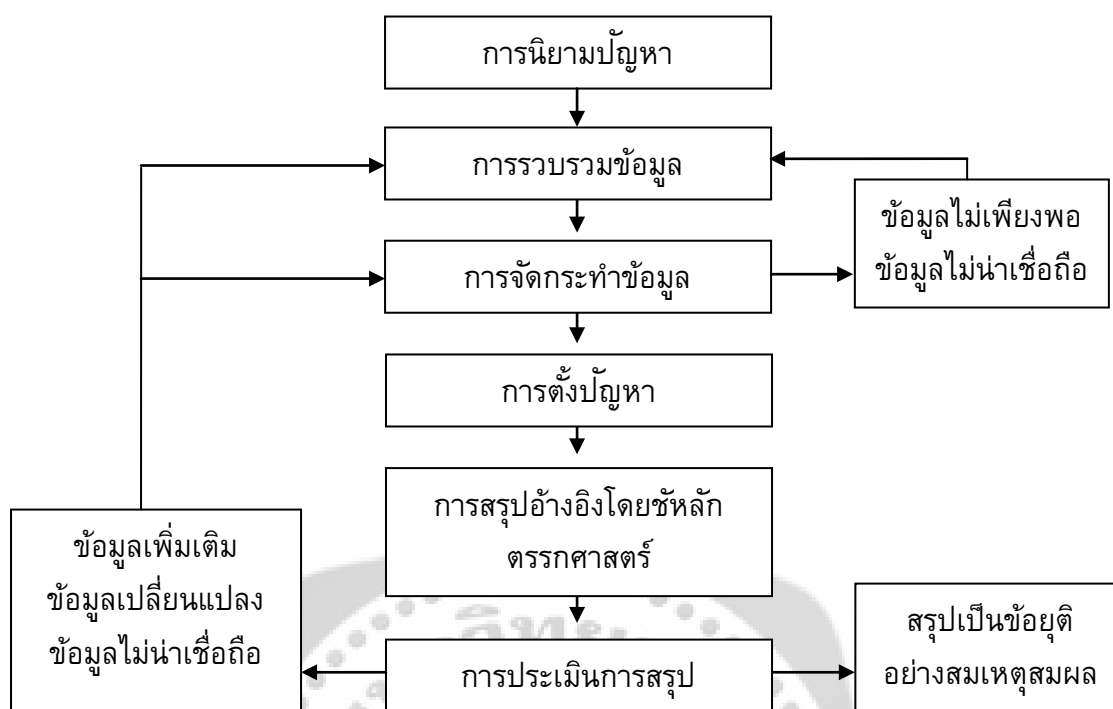 การนิยามปัญหา
การรวบรวมข้อมูล
ข้อมูลไม่เพียงพอ
ข้อมูลไม่น่าเชื่อถือ
การจัดกระทำข้อมูล
การตั้งปัญหา
การสรุปอ้างอิงโดยชัหลัก
ตรรกศาสตร์
ข้อมูลเพิ่มเติม
ข้อมูลเปลี่ยนแปลง
ข้อมูลไม่น่าเชื่อถือ
การประเมินการสรุป
สรุปเป็นข้อยุติ
อย่างสมเหตุสมผล